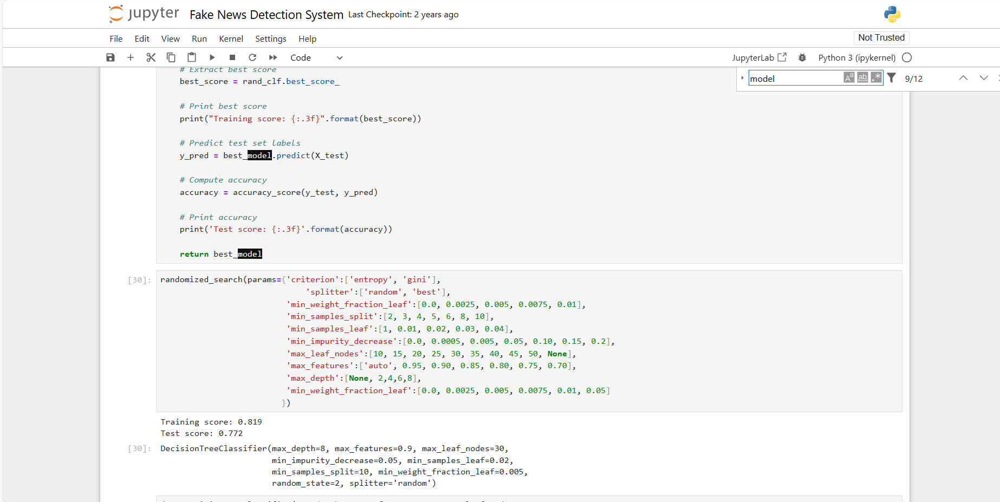 jupyter Fake News Detection System Last Checkpoint: 2 years ago
File Edit View Run Kernel Settings Help
Not Trusted
Code
JupyterLab Python 3 (ipykernel)
model 9/12
# Extract best score
best_score = rand_clf.best_score_
# Print best score
print("Training score: {:.3f}".format(best_score))
# Predict test set labels
y_pred = best_model.predict(X_test)
# Compute accuracy
accuracy = accuracy_score(y_test, y_pred)
# Print accuracy
print('Test score: {:.3f}'.format(accuracy))
return best_model
[30]: randomized_search(params={'criterion':['entropy', 'gini'],
'splitter':['random', 'best'],
'min_weight_fraction_leaf':[0.0, 0.0025, 0.005, 0.0075, 0.01],
'min_samples_split':[2, 3, 4, 5, 6, 8, 10],
'min_samples_leaf':[1, 0.01, 0.02, 0.03, 0.04],
'min_impurity_decrease':[0.0, 0.0005, 0.005, 0.05, 0.10, 0.15, 0.2],
'max_leaf_nodes':[10, 15, 20, 25, 30, 35, 40, 45, 50, None],
'max_features':['auto', 0.95, 0.90, 0.85, 0.80, 0.75, 0.70],
'max_depth':[None, 2,4,6,8],
'min_weight_fraction_leaf':[0.0, 0.0025, 0.005, 0.0075, 0.01, 0.05]
})
Training score: 0.819
Test score: 0.772
[30]: DecisionTreeClassifier(max_depth=8, max_features=0.9, max_leaf_nodes=30,
min_impurity_decrease=0.05, min_samples_leaf=0.02,
min_samples_split=10, min_weight_fraction_leaf=0.005,
random_state=2, splitter='random')